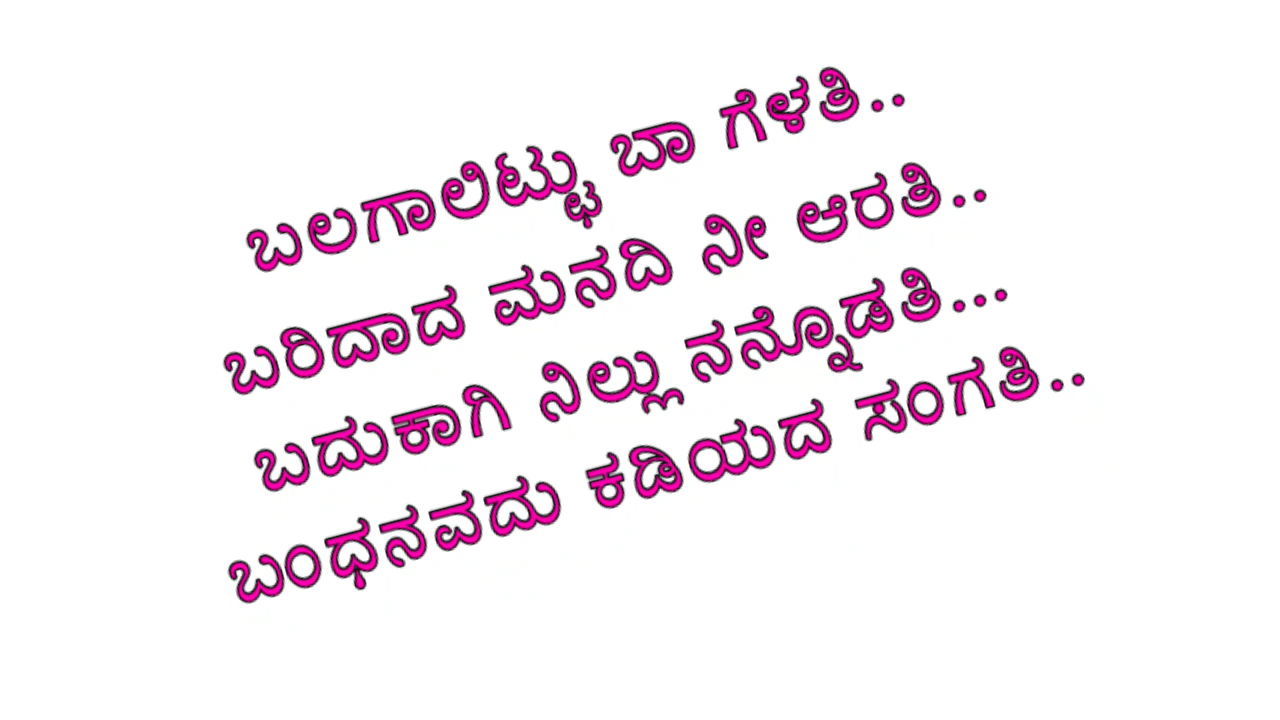 ಬಲಗಾಲಿಟ್ಟು ಬಾ ಗೆಳತಿ..
ಬರಿದಾದ ಮನದಿ ನೀ ಆರತಿ..
ಬದುಕಾಗಿ ನಿಲ್ಲು ನನ್ನೊಡತಿ...
ಬಂಧನವದು ಕಡಿಯದ ಸಂಗತಿ..